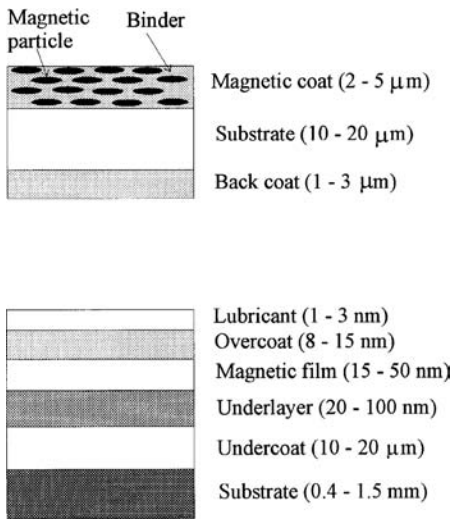 Magnetic
particle
Binder
Magnetic coat (2 - 5 μm)
Substrate (10 - 20 μm)
Back coat (1 - 3 μm)
Lubricant (1 - 3 nm)
Overcoat (8 - 15 nm)
Magnetic film (15 - 50 nm)
Underlayer (20 - 100 nm)
Undercoat (10 - 20 μm)
Substrate (0.4 - 1.5 mm)